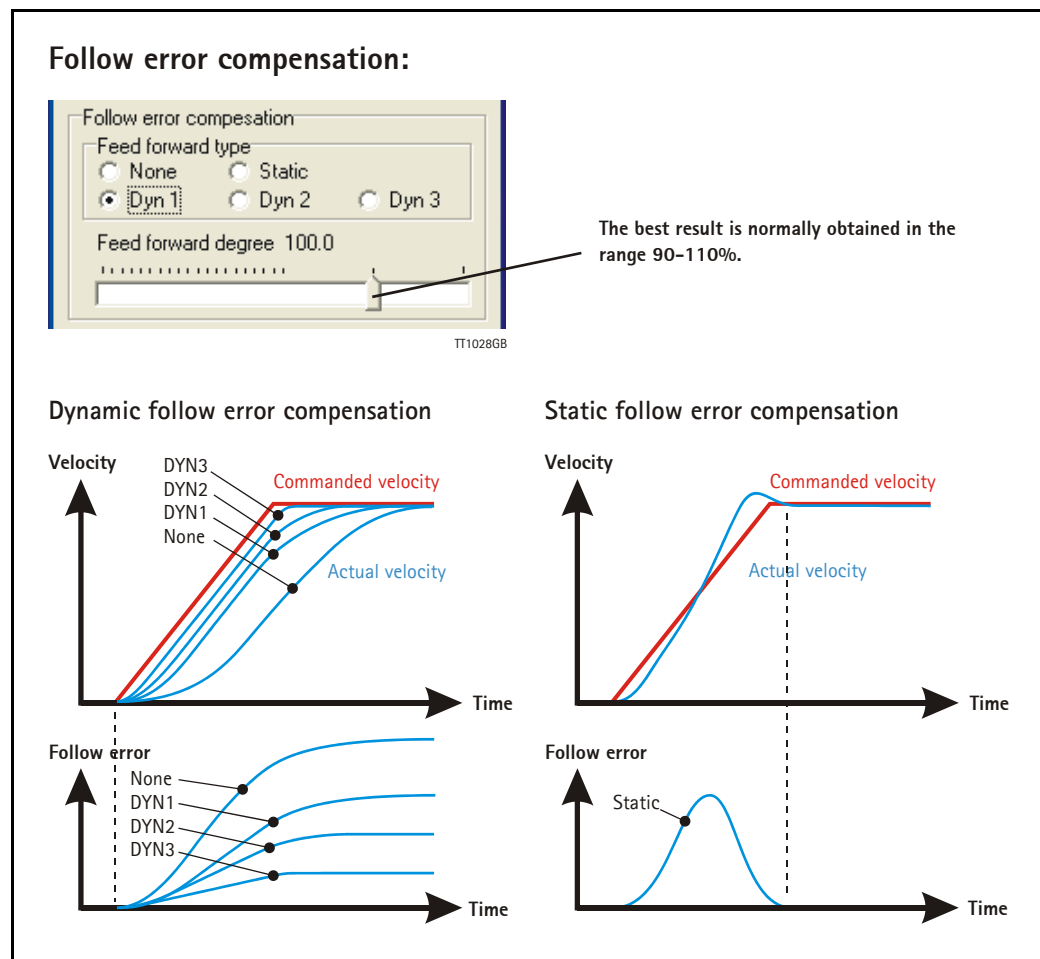 Follow error compensation:
Follow error compesation
Feed forward type
None Static
Dyn 1 Dyn 2 Dyn 3
Feed forward degree 100.0
The best result is normally obtained in the
range 90-110%.
TT1028GB
Dynamic follow error compensation
Velocity
DYN3
DYN2
DYN1
None
Commanded velocity
Actual velocity
Time
Follow error
None
DYN1
DYN2
DYN3
Time
Static follow error compensation
Velocity
Commanded velocity
Actual velocity
Time
Follow error
Static
Time